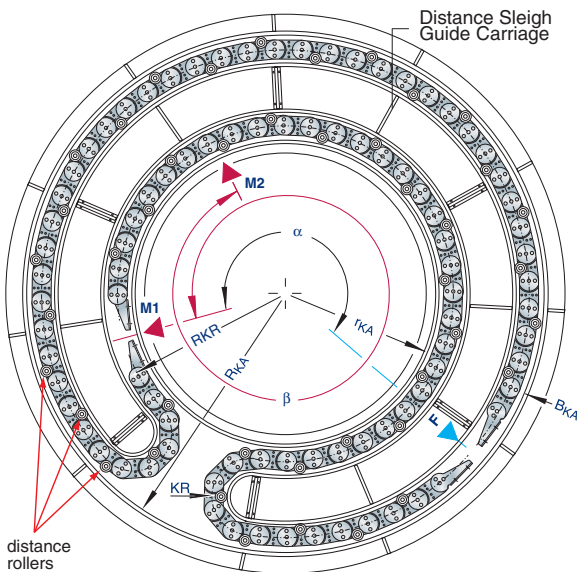 Distance Sleigh
Guide Carriage
M2
α
M1
RKR
RKA
rKA
β
F
BKA
KR
distance
rollers